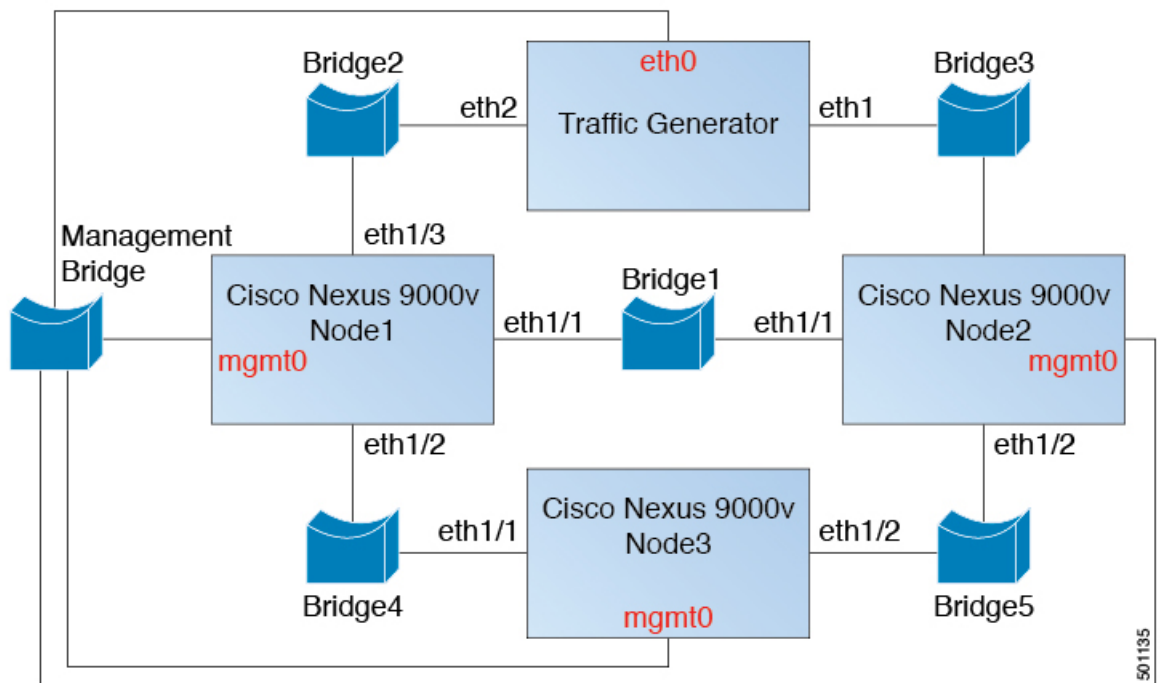 Bridge2
eth0
Bridge3
eth2
Traffic Generator
eth1
Management
Bridge
eth1/3
Cisco Nexus 9000v
Node1
mgmt0
eth1/1
Bridge1
eth1/1
Cisco Nexus 9000v
Node2
mgmt0
eth1/2
eth1/2
Bridge4
eth1/1
Cisco Nexus 9000v
Node3
mgmt0
eth1/2
Bridge5
501135